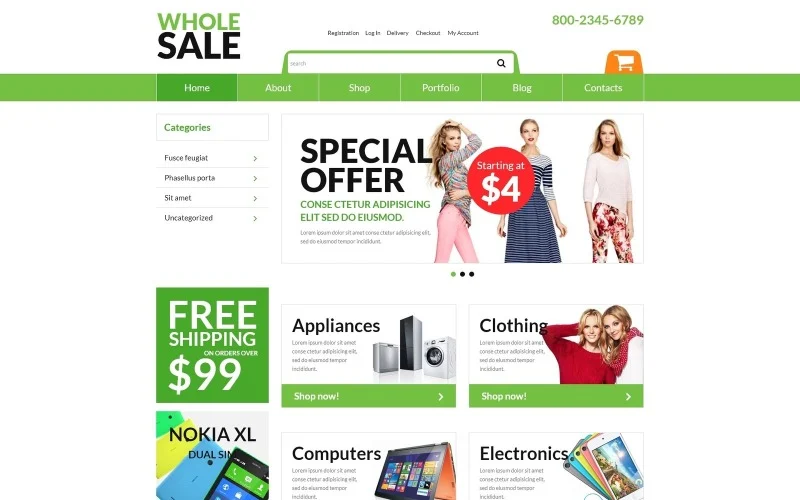 WHOLE
SALE
800-2345-6789
Registration Log In Delivery Checkout My Account
Search
Home About Shop Portfolio Blog Contacts
Categories
Fusce feugiat
Phasellus porta
Sit amet
Uncategorized
SPECIAL
OFFER
CONSE CTETUR ADIPISICING
ELIT SED DO EIUSMOD.
Lorem ipsum dolor sit amet conse ctetur adipisicing elit,
sed do eiusmod tempor incididunt.
Starting at
$4
FREE
SHIPPING
ON ORDERS OVER
$99
Appliances
Lorem ipsum dolor sit amet
conse ctetur adipisicing elit,
sed do eiusmod tempor
incididunt.
Shop now!
Clothing
Lorem ipsum dolor sit amet
conse ctetur adipisicing elit,
sed do eiusmod tempor
incididunt.
Shop now!
NOKIA XL
DUAL SIM
Computers
Lorem ipsum dolor sit amet
conse ctetur adipisicing elit,
sed do eiusmod tempor
Electronics
Lorem ipsum dolor sit amet
conse ctetur adipisicing elit,
sed do eiusmod tempor